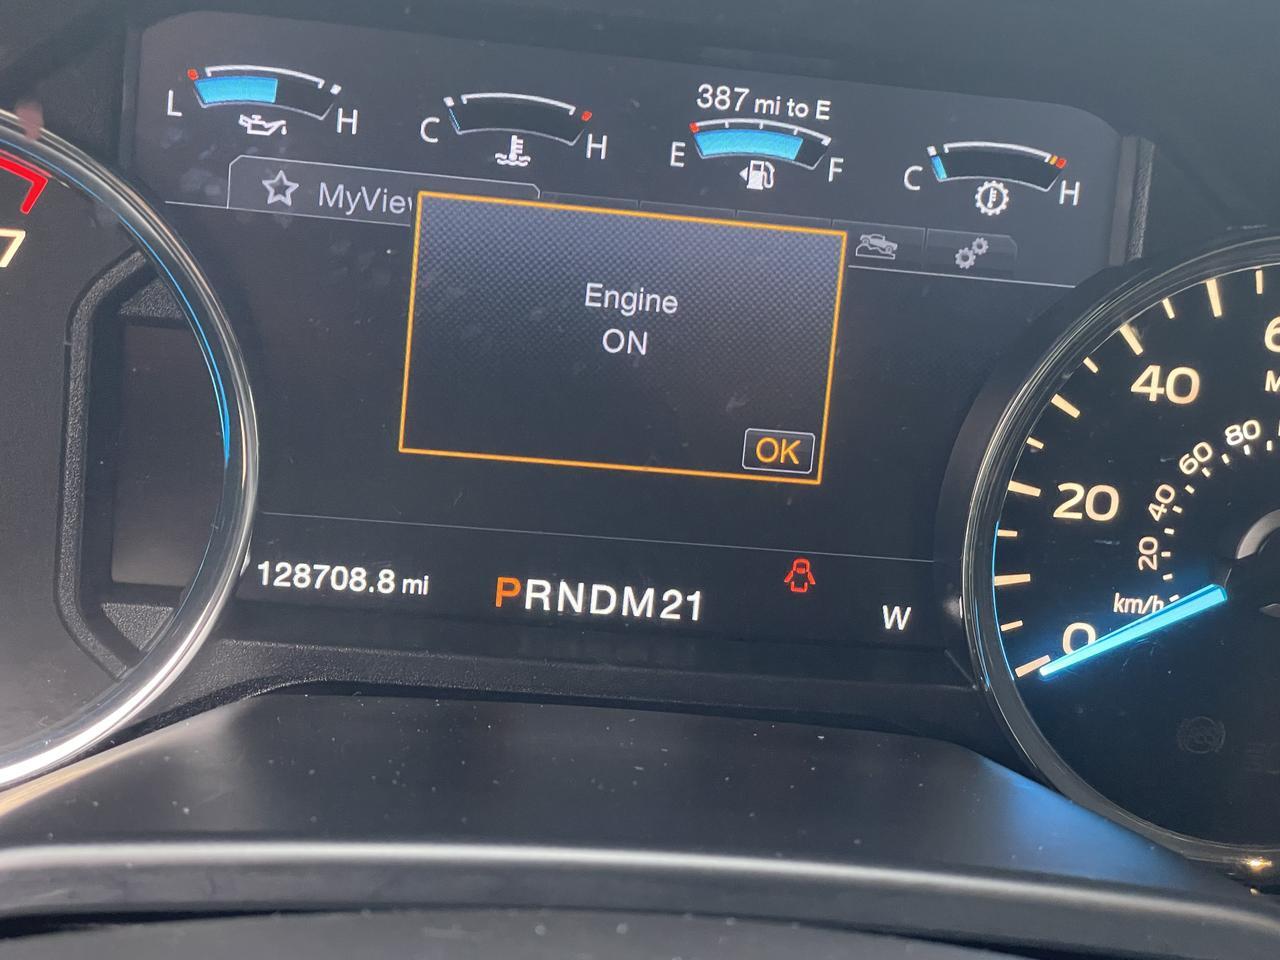 387 mi to E
L H
C H
E F
C H
MyView
Engine
ON
OK
128708.8 mi
PRNDM21
W
7
40
20
0
80
60
40
20
km/h